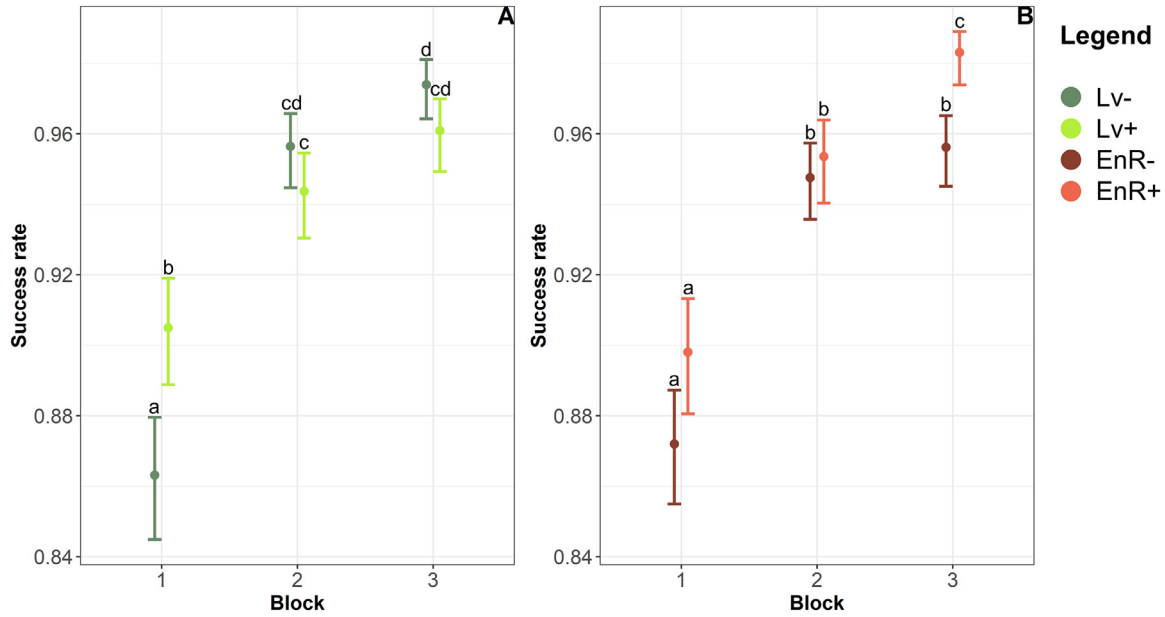 A
Success rate
0.96
0.92
0.88
0.84
a
b
cd
c
d
cd
1
2
3
Block
B
Success rate
0.96
0.92
0.88
0.84
a
a
b
b
b
c
1
2
3
Block
Legend
Lv-
Lv+
EnR-
EnR+